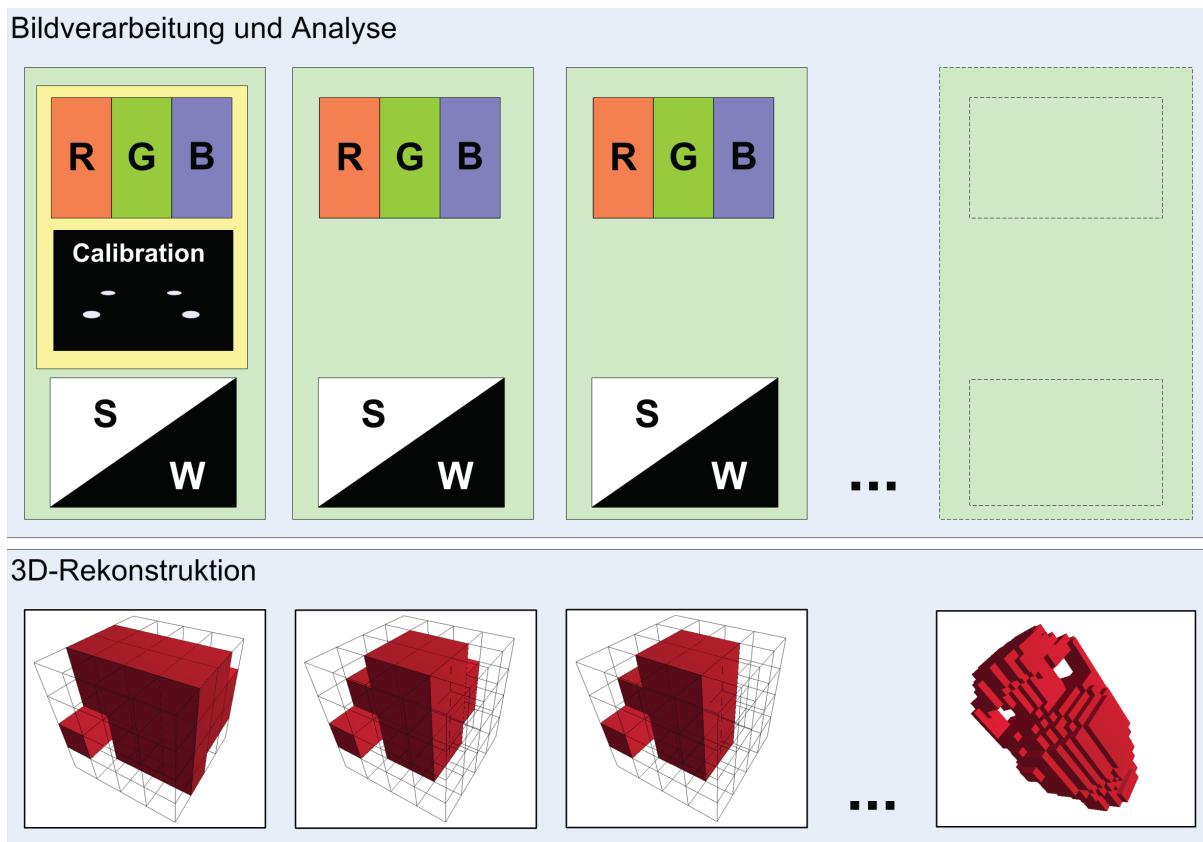 Bildverarbeitung und Analyse
R G B
R G B
R G B
Calibration
S
W
S
W
S
W
...
3D-Rekonstruktion
...